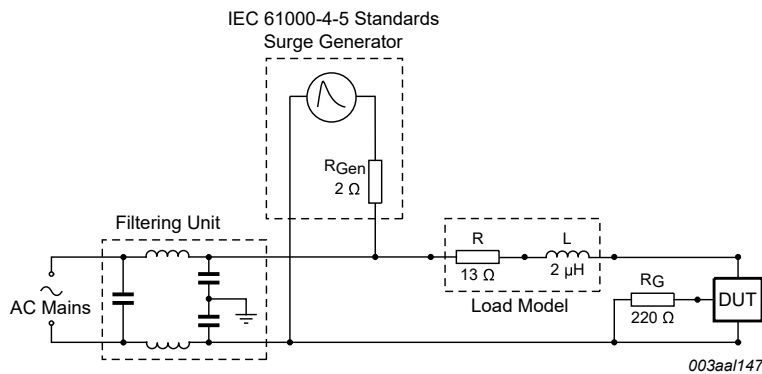 IEC 61000-4-5 Standards
Surge Generator
RGen
2 Ω
Filtering Unit
AC Mains
R
13 Ω
L
2 μH
Load Model
RG
220 Ω
DUT
003aal147